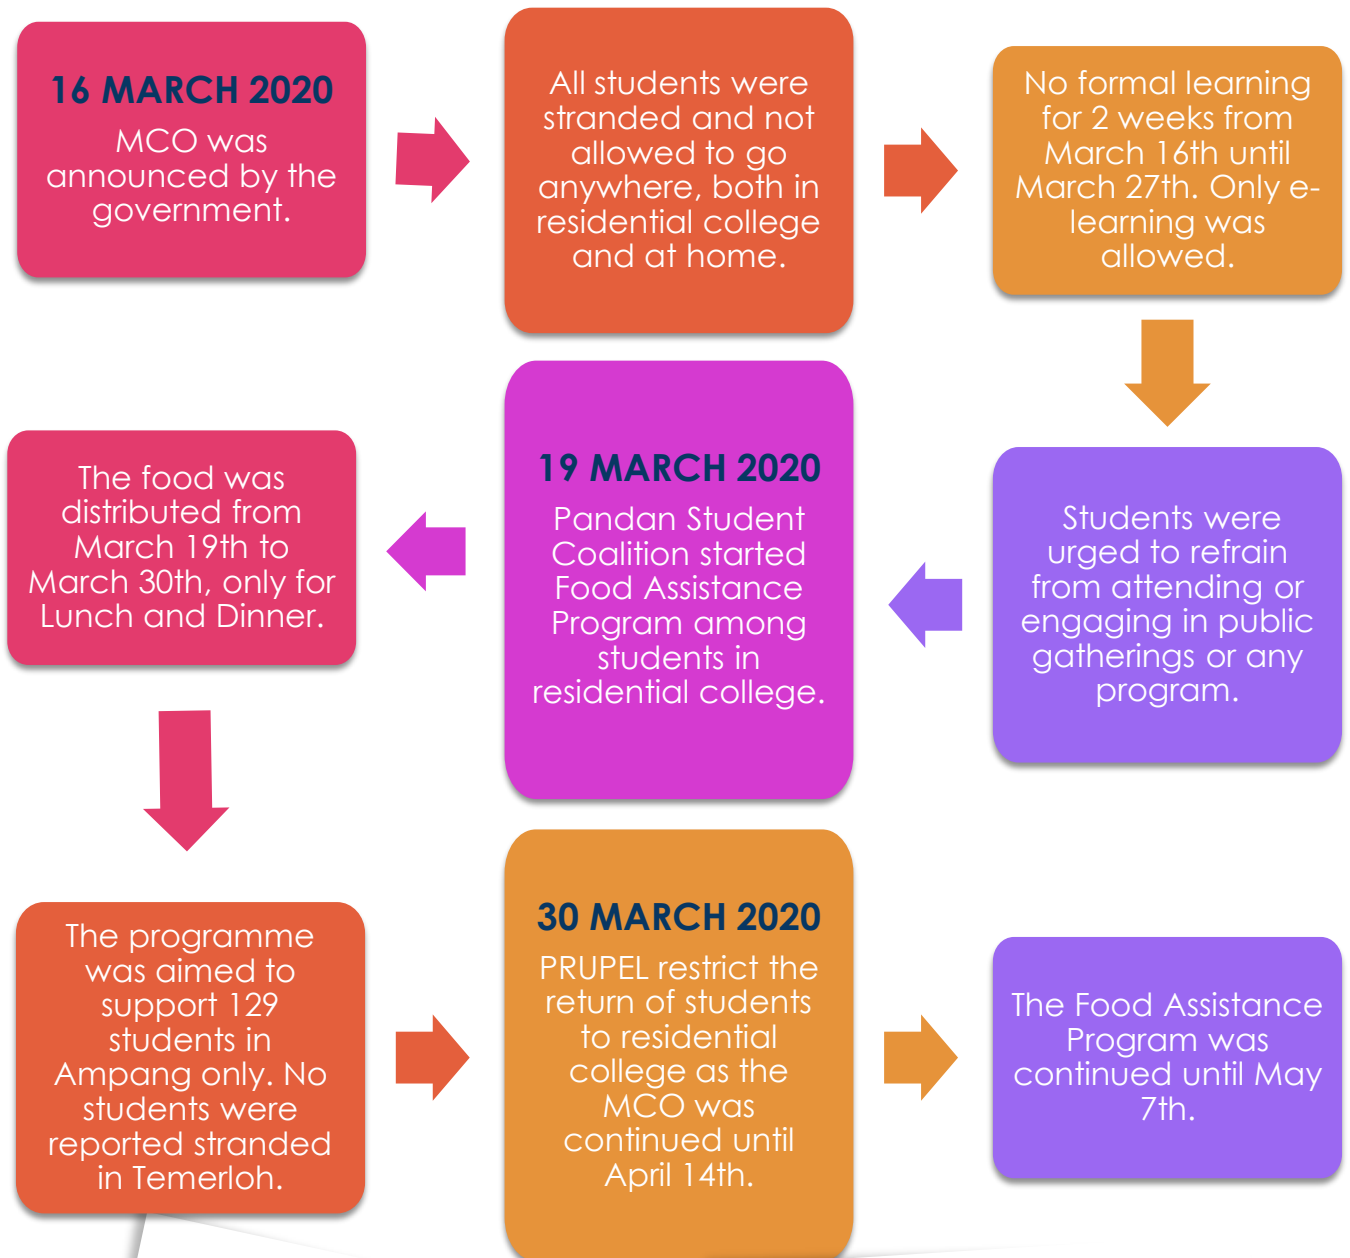 16 MARCH 2020
MCO was
announced by the
government.
All students were
stranded and not
allowed to go
anywhere, both in
residential college
and at home.
No formal learning
for 2 weeks from
March 16th until
March 27th. Only e-
learning was
allowed.
Students were
urged to refrain
from attending or
engaging in public
gatherings or any
program.
19 MARCH 2020
Pandan Student
Coalition started
Food Assistance
Program among
students in
residential college.
The food was
distributed from
March 19th to
March 30th, only for
Lunch and Dinner.
The programme
was aimed to
support 129
students in
Ampang only. No
students were
reported stranded
in Temerloh.
30 MARCH 2020
PRUPEL restrict the
return of students
to residential
college as the
MCO was
continued until
April 14th.
The Food Assistance
Program was
continued until May
7th.